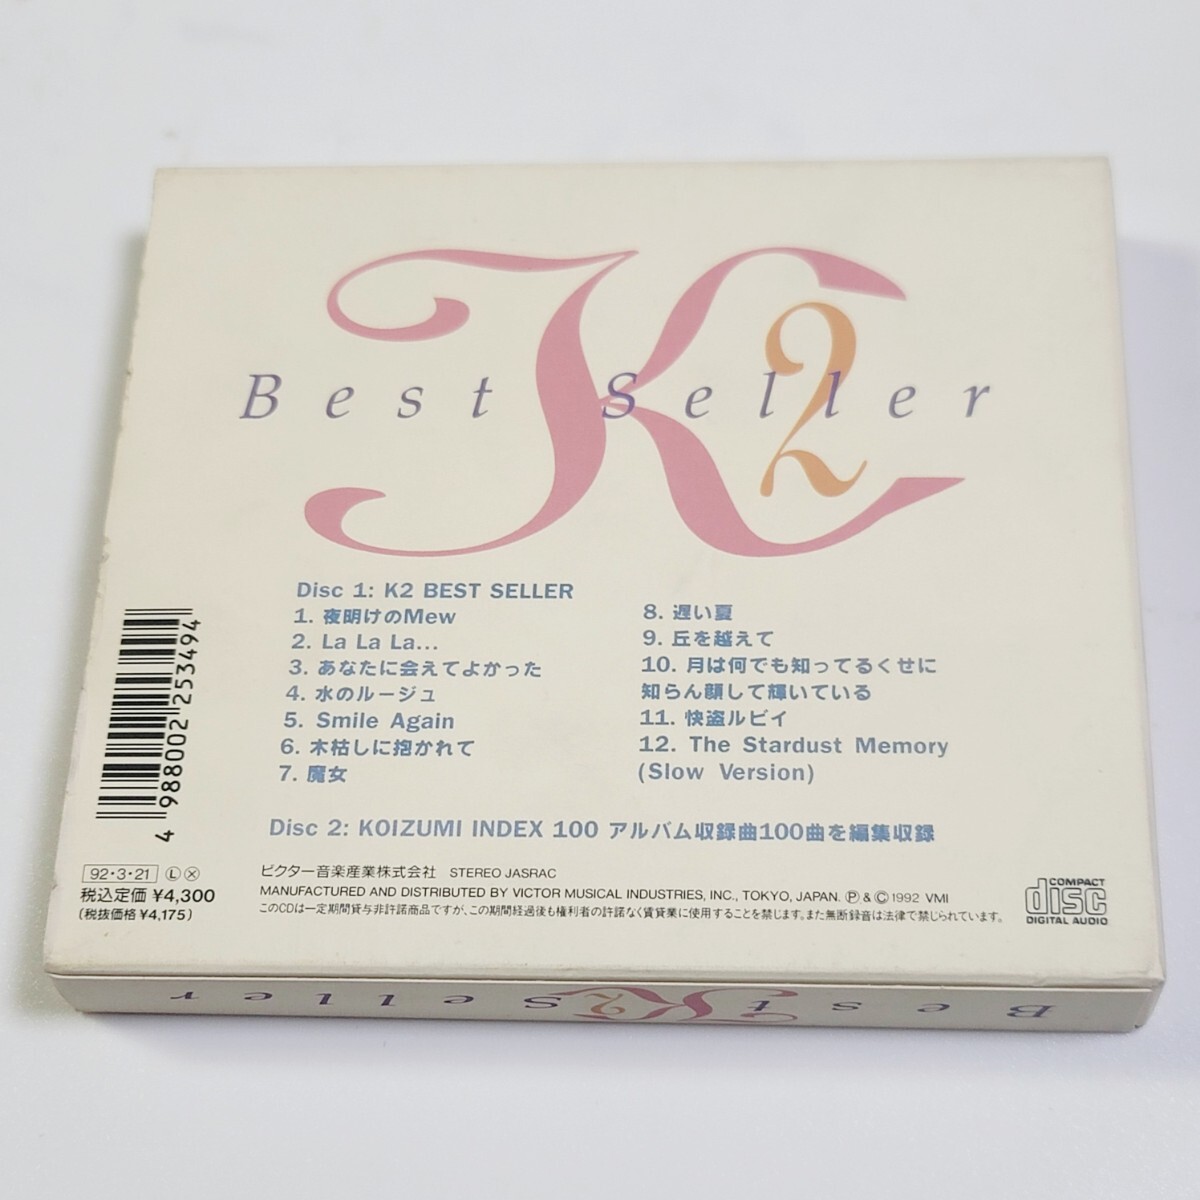 K2
Best Seller
Disc 1: K2 BEST SELLER
1. 夜明けのMew
2. La La La...
3. あなたに会えてよかった
4. 水のルージュ
5. Smile Again
6. 木枯しに抱かれて
7. 魔女
8. 遅い夏
9. 丘を越えて
10. 月は何でも知ってるくせに
知らん顔して輝いている
11. 快盗ルビイ
12. The Stardust Memory
(Slow Version)
Disc 2: KOIZUMI INDEX 100 アルバム収録曲100曲を編集収録
4 988002 253494
92・3・21 Ⓛ Ⓧ
税込定価 ¥4,300
(税抜価格 ¥4,175)
ビクター音楽産業株式会社 STEREO JASRAC
MANUFACTURED AND DISTRIBUTED BY VICTOR MUSICAL INDUSTRIES, INC., TOKYO, JAPAN. Ⓟ & Ⓒ 1992 VMI
このCDは一定期間貸与非許諾商品ですが、この期間経過後も権利者の許諾なく賃貸業に使用することを禁じます。また無断録音は法律で禁じられています。
COMPACT
disc
DIGITAL AUDIO
Best Seller
K2